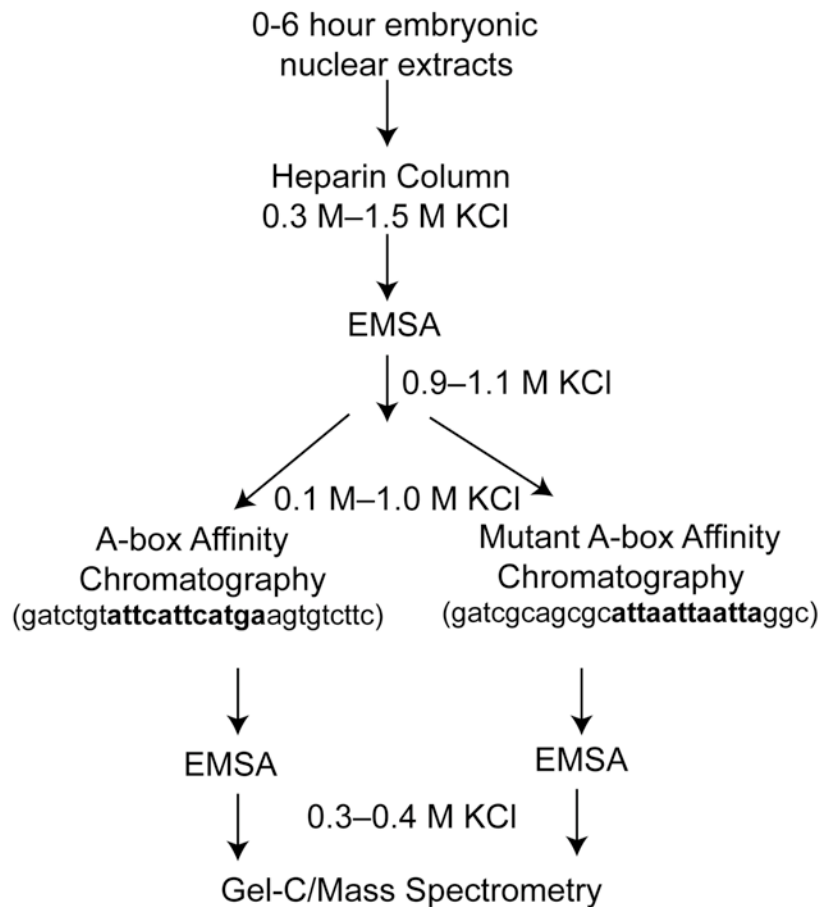 0-6 hour embryonic
nuclear extracts
Heparin Column
0.3 M–1.5 M KCl
EMSA
0.9–1.1 M KCl
0.1 M–1.0 M KCl
A-box Affinity
Chromatography
(gatctgtattcattcatgaagtgtcttc)
Mutant A-box Affinity
Chromatography
(gatcgcagcgcattaattaattaggc)
EMSA
EMSA
0.3–0.4 M KCl
Gel-C/Mass Spectrometry